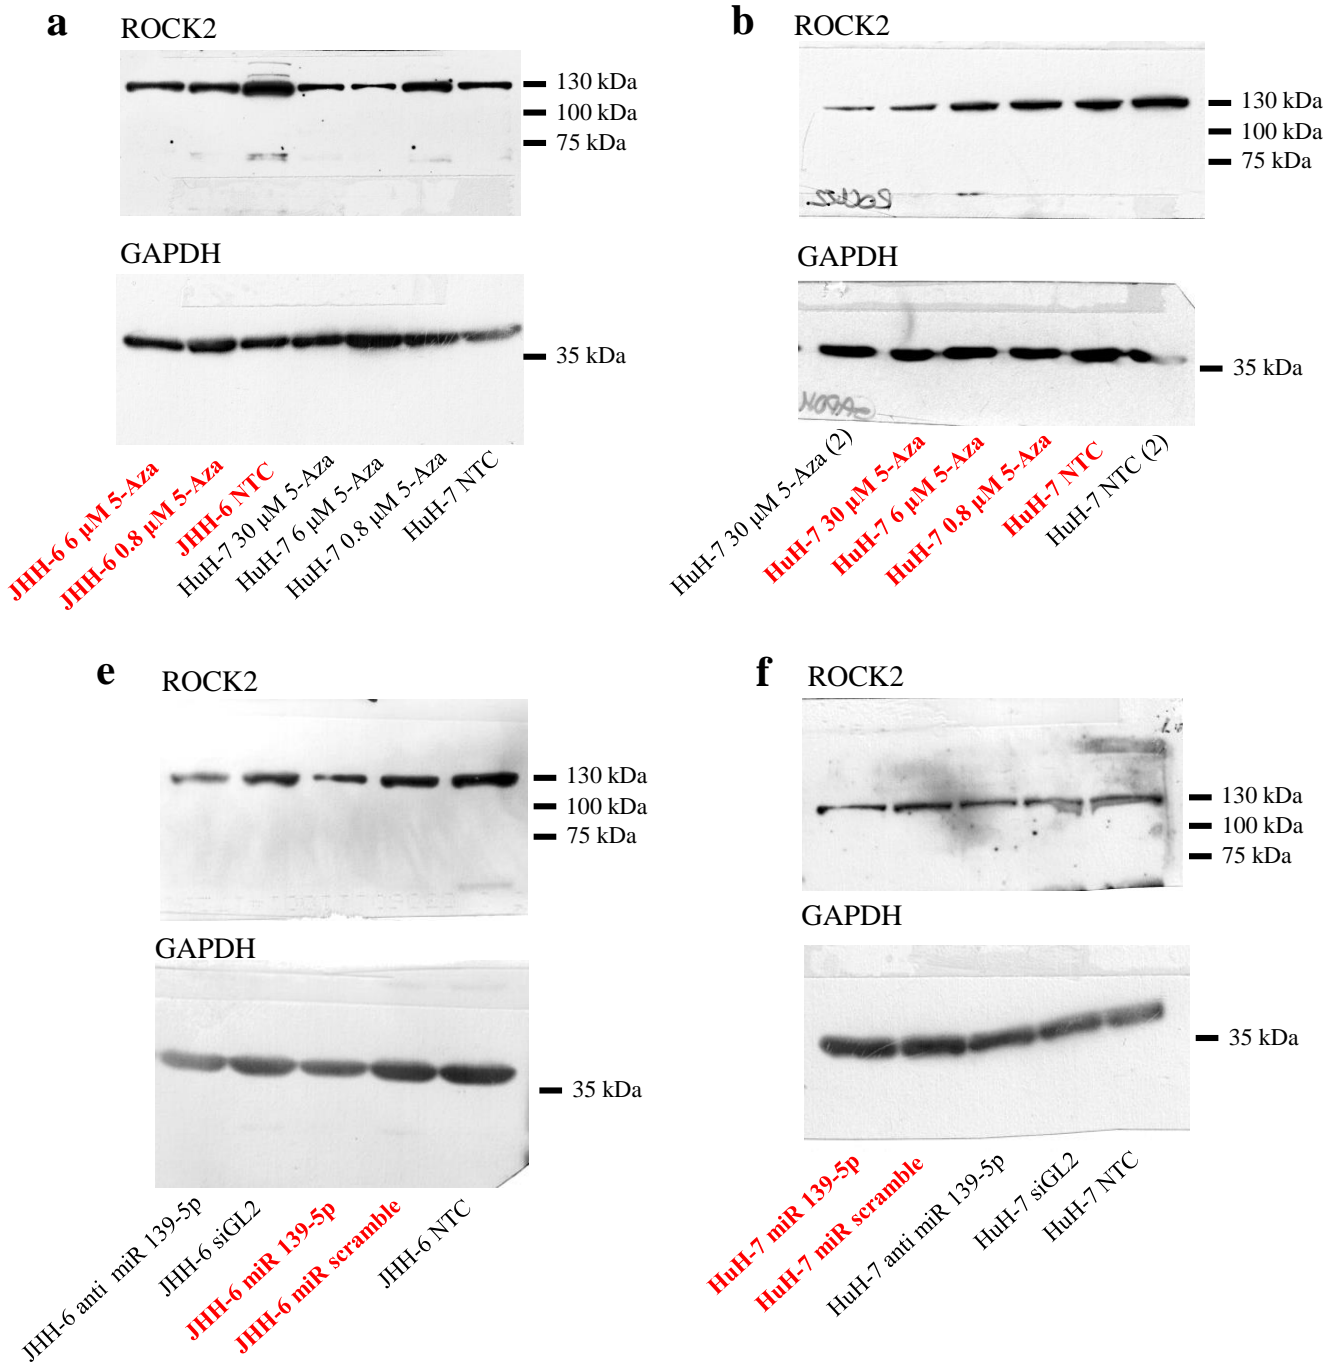 a
ROCK2
130 kDa
100 kDa
75 kDa
GAPDH
35 kDa
JHH-6 6 µM 5-Aza
JHH-6 0.8 µM 5-Aza
JHH-6 NTC
HuH-7 30 µM 5-Aza
HuH-7 6 µM 5-Aza
HuH-7 0.8 µM 5-Aza
HuH-7 NTC
b
ROCK2
130 kDa
100 kDa
75 kDa
GAPDH
35 kDa
HuH-7 30 µM 5-Aza (2)
HuH-7 30 µM 5-Aza
HuH-7 6 µM 5-Aza
HuH-7 0.8 µM 5-Aza
HuH-7 NTC
HuH-7 NTC (2)
e
ROCK2
130 kDa
100 kDa
75 kDa
GAPDH
35 kDa
JHH-6 anti miR 139-5p
JHH-6 siGL2
JHH-6 miR 139-5p
JHH-6 miR scramble
JHH-6 NTC
f
ROCK2
130 kDa
100 kDa
75 kDa
GAPDH
35 kDa
HuH-7 miR 139-5p
HuH-7 miR scramble
HuH-7 anti miR 139-5p
HuH-7 siGL2
HuH-7 NTC